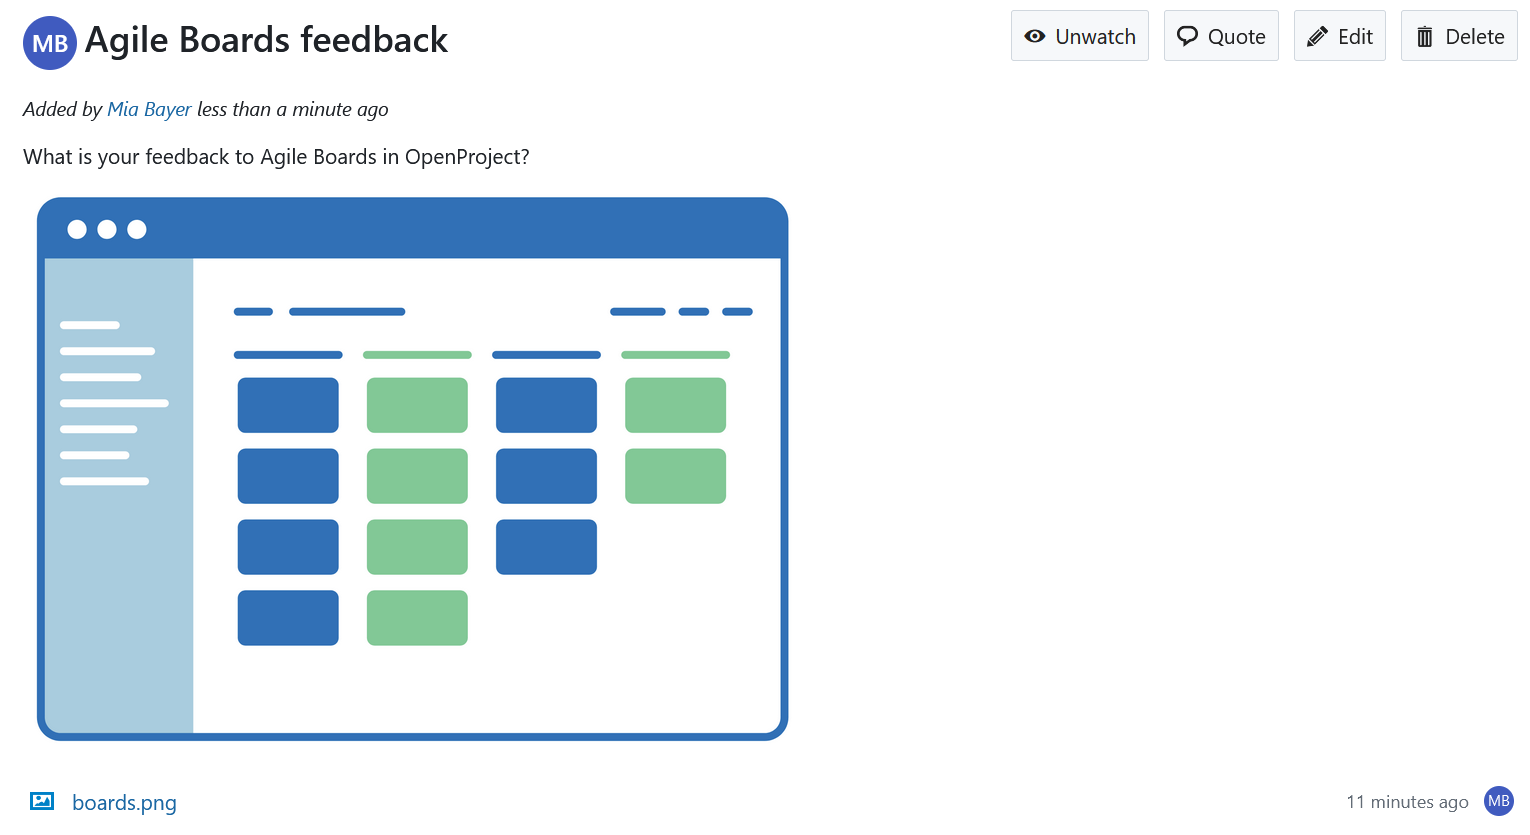 MB Agile Boards feedback
Unwatch Quote Edit Delete
Added by Mia Bayer less than a minute ago
What is your feedback to Agile Boards in OpenProject?
boards.png
11 minutes ago MB